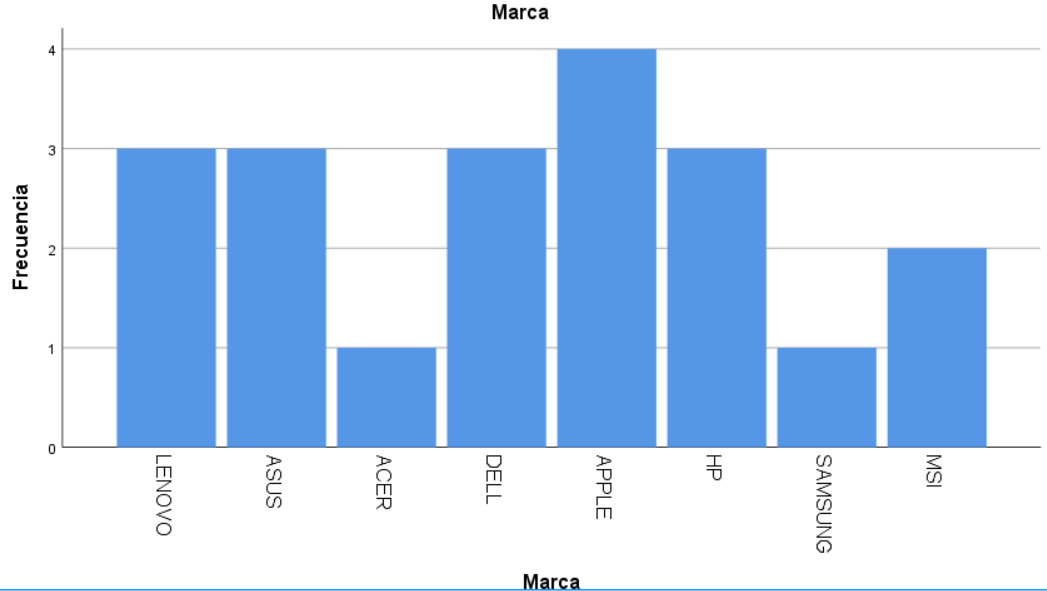 Marca
Frecuencia
4
3
2
1
0
LENOVO
ASUS
ACER
DELL
APPLE
HP
SAMSUNG
MSI
Marca